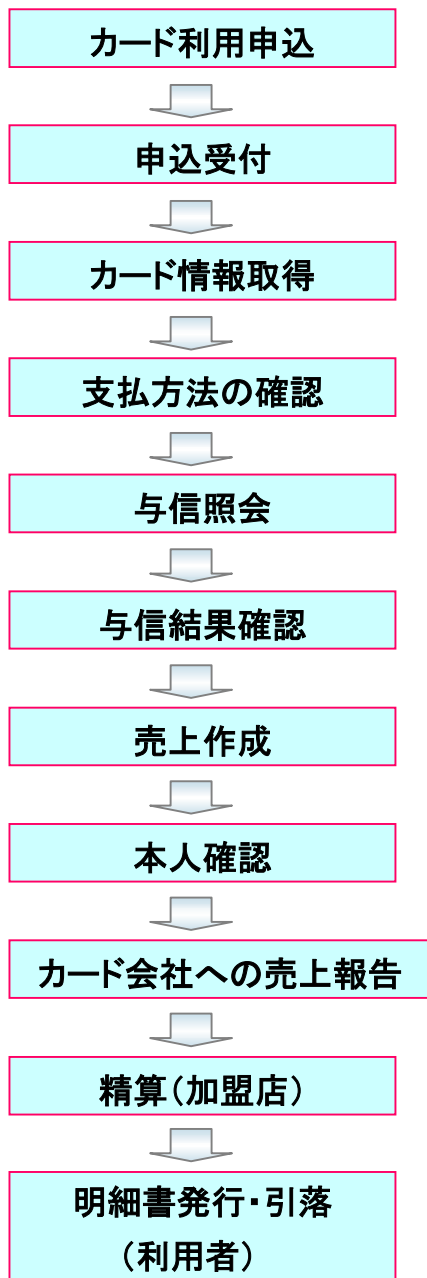 カード利用申込
申込受付
カード情報取得
支払方法の確認
与信照会
与信結果確認
売上作成
本人確認
カード会社への売上報告
精算（加盟店）
明細書発行・引落
（利用者）